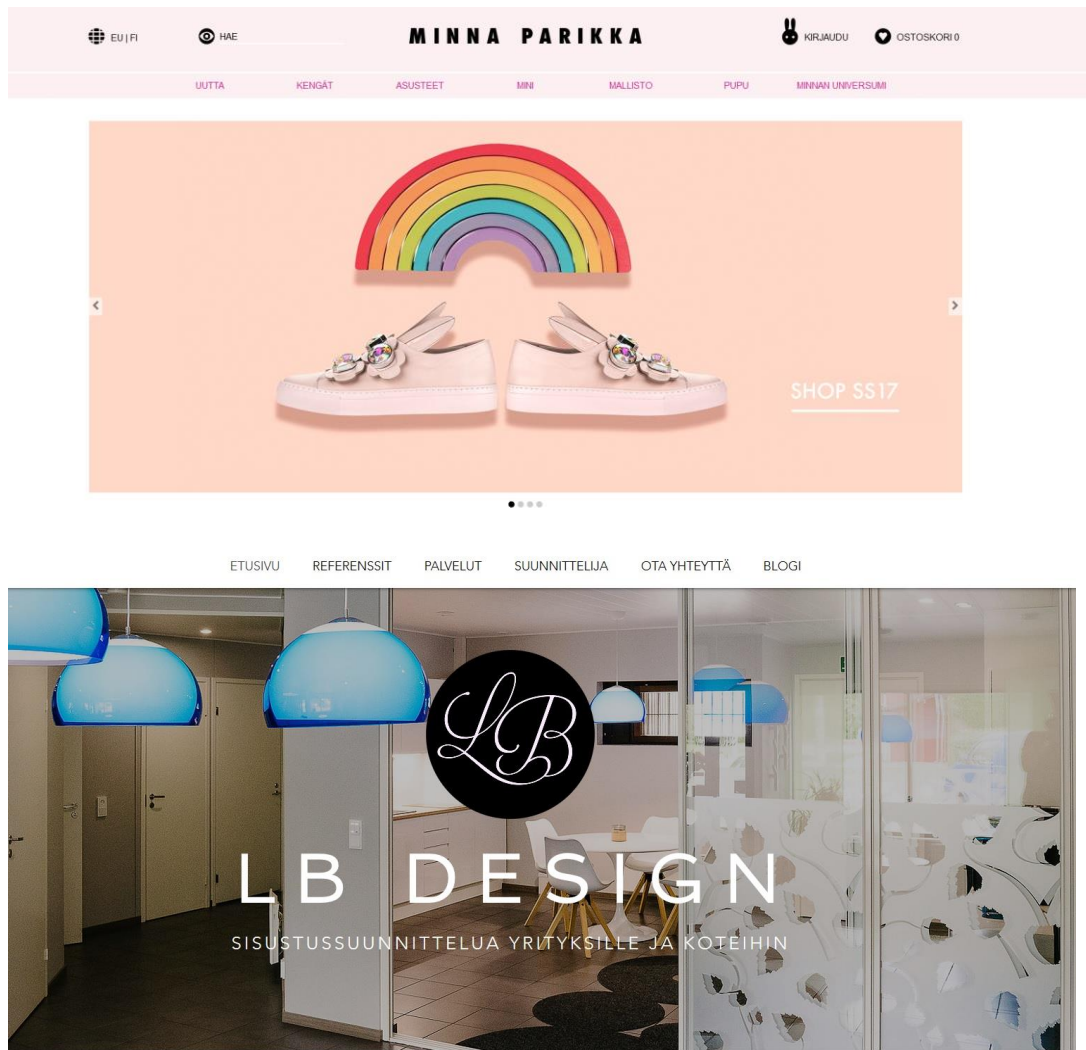 EU | FI
HAE
MINNA PARIKKA
KIRJAUDU
OSTOSKORI 0
UUTTA KENGÄT ASUSTEET MINI MALLISTO PUPU MINNAN UNIVERSUMI
SHOP SS17
ETUSIVU REFERENSSIT PALVELUT SUUNNITTELIJA OTA YHTEYTTÄ BLOGI
LB
LB DESIGN
SISUSTUSSUUNNITTELUA YRITYKSILLE JA KOTEIHIN